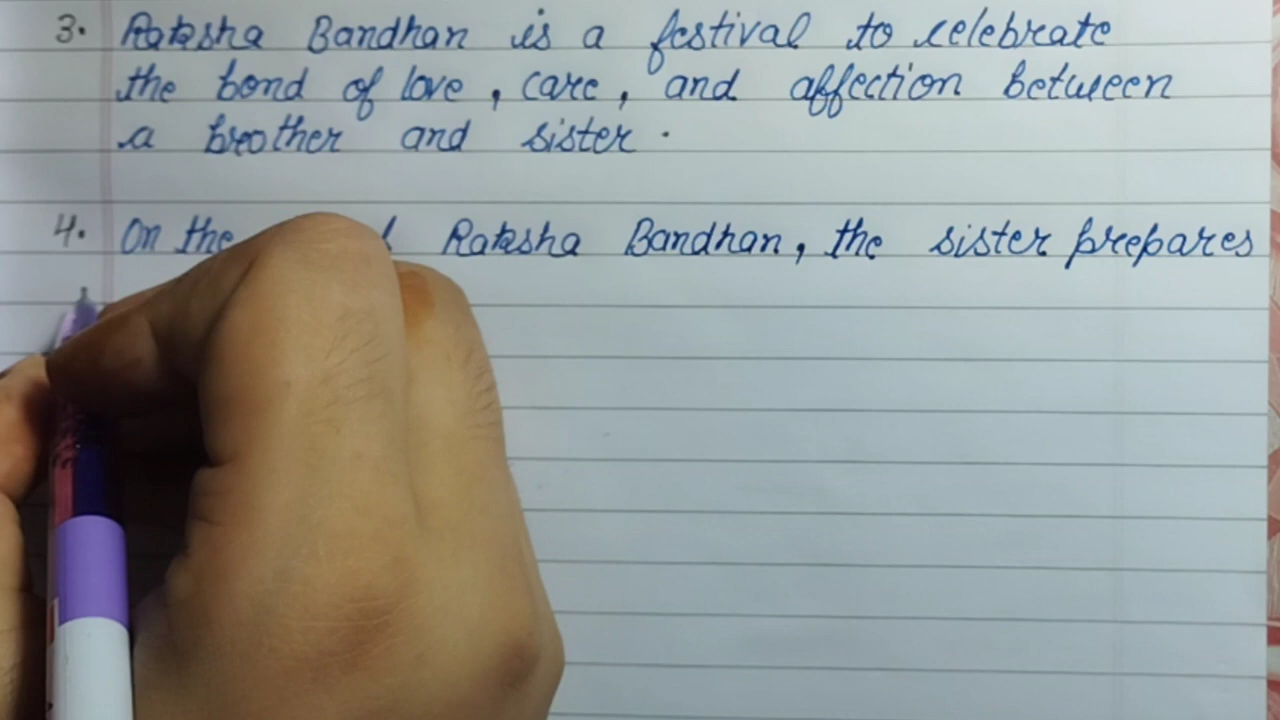 3. Raksha Bandhan is a festival to celebrate
the bond of love, care, and affection between
a brother and sister.
4. On the Raksha Bandhan, the sister prepares